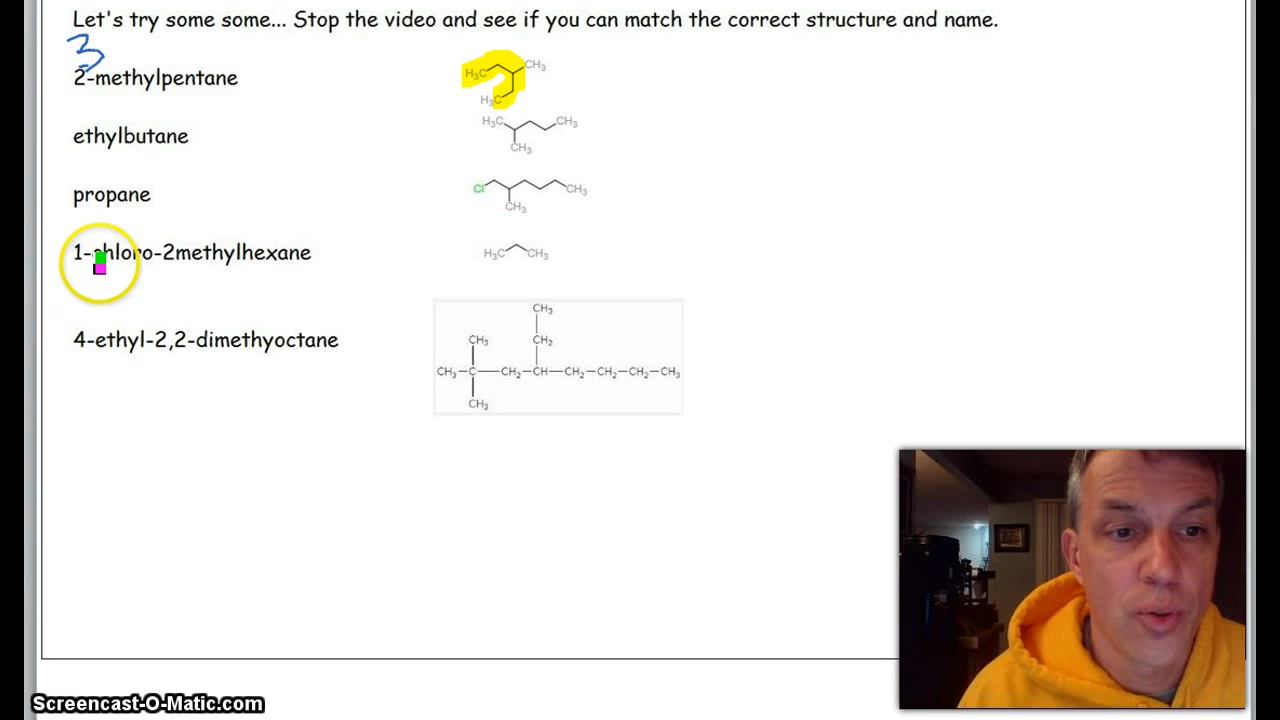 Let's try some some... Stop the video and see if you can match the correct structure and name.
3
2-methylpentane
H₃C CH₃
H₃C
ethylbutane
H₃C CH₃
CH₃
propane
Cl CH₃
CH₃
1-chloro-2methylhexane
H₃C CH₃
4-ethyl-2,2-dimethyoctane
CH₃
CH₃ CH₂
CH₃—C—CH₂—CH—CH₂—CH₂—CH₂—CH₃
CH₃
Screencast-O-Matic.com